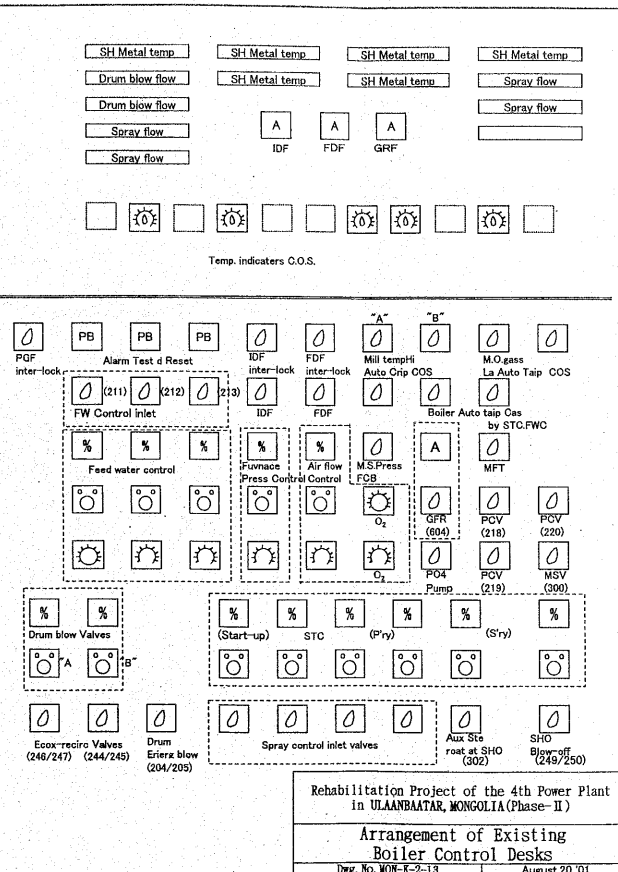 SH Metal temp SH Metal temp SH Metal temp SH Metal temp
Drum blow flow SH Metal temp SH Metal temp Spray flow
Drum blow flow Spray flow
Spray flow A A A
IDF FDF GRF
Spray flow
Temp. indicaters C.O.S.
"A" "B"
PB PB PB
PGF inter-lock
Alarm Test d Reset
IDF inter-lock
FDF inter-lock
Mill tempHi
Auto Crip COS
M.O.gass
La Auto Taip COS
(211) (212) (213)
FW Control inlet
IDF FDF
Boiler Auto taip Cas
by STC.FWC
% % % % % A
Feed water control
Fuvnace
Press Control
Air flow
Control
M.S.Press
FCB
MFT
O₂
GFR
(604)
PCV
(218)
PCV
(220)
O₂
PO4
Pump
PCV
(219)
MSV
(300)
% % % % % % % %
Drum blow Valves
(Start-up) STC (P'ry) (S'ry)
"A "B"
Ecox-recirc Valves
(246/247) (244/245)
Drum
Erierg blow
(204/205)
Spray control inlet valves
Aux Ste
roat at SHO
(302)
SHO
Blow-off
(249/250)
Rehabilitation Project of the 4th Power Plant
in ULAANBAATAR, MONGOLIA(Phase-Ⅱ)
Arrangement of Existing
Boiler Control Desks
Dwg. No. MON-K-2-13 August 20 '01